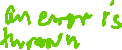 an error is
thrown